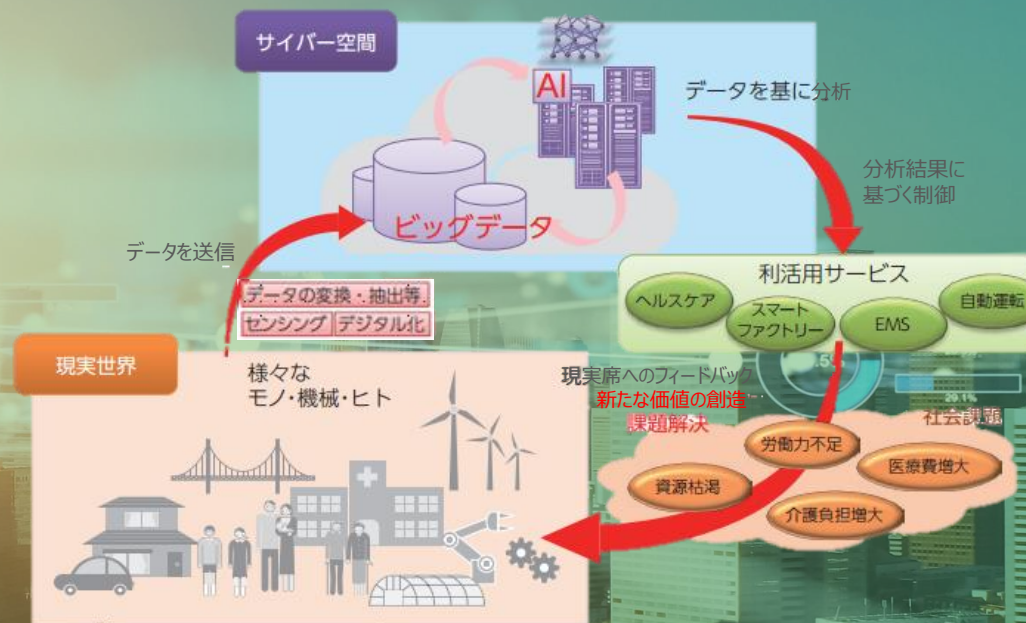 サイバー空間
AI
データを基に分析
分析結果に
基づく制御
ビッグデータ
データを送信
データの変換・抽出等
センシング デジタル化
利活用サービス
ヘルスケア
スマート
ファクトリー
EMS
自動運転
現実世界
様々な
モノ・機械・ヒト
現実席へのフィードバック
新たな価値の創造
課題解決
29.1%
社会課題
労働力不足
医療費増大
資源枯渇
介護負担増大